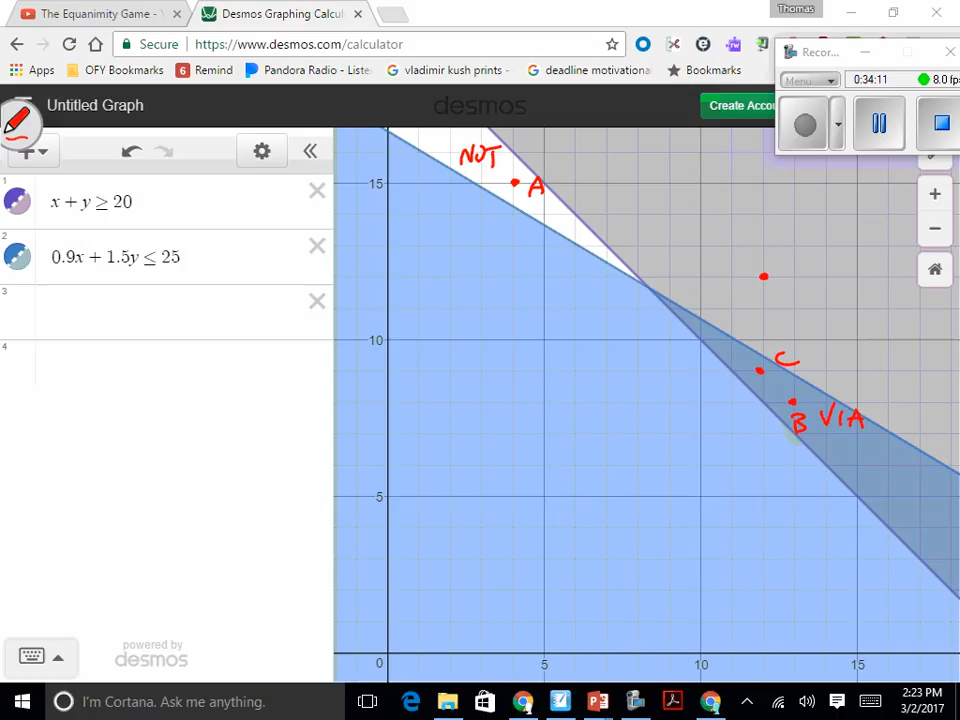 The Equanimity Game -
Desmos Graphing Calcul
Thomas
Secure
https://www.desmos.com/calculator
Apps
OFY Bookmarks
6 Remind
Pandora Radio - Liste
vladimir kush prints -
deadline motivational
Bookmarks
Recor...
Menu
0:34:11
8.0 fps
Untitled Graph
desmos
Create Accou
1
x + y ≥ 20
2
0.9x + 1.5y ≤ 25
3
4
NOT
A
C
B VIA
15
10
5
0
5
10
15
powered by
desmos
I'm Cortana. Ask me anything.
2:23 PM
3/2/2017